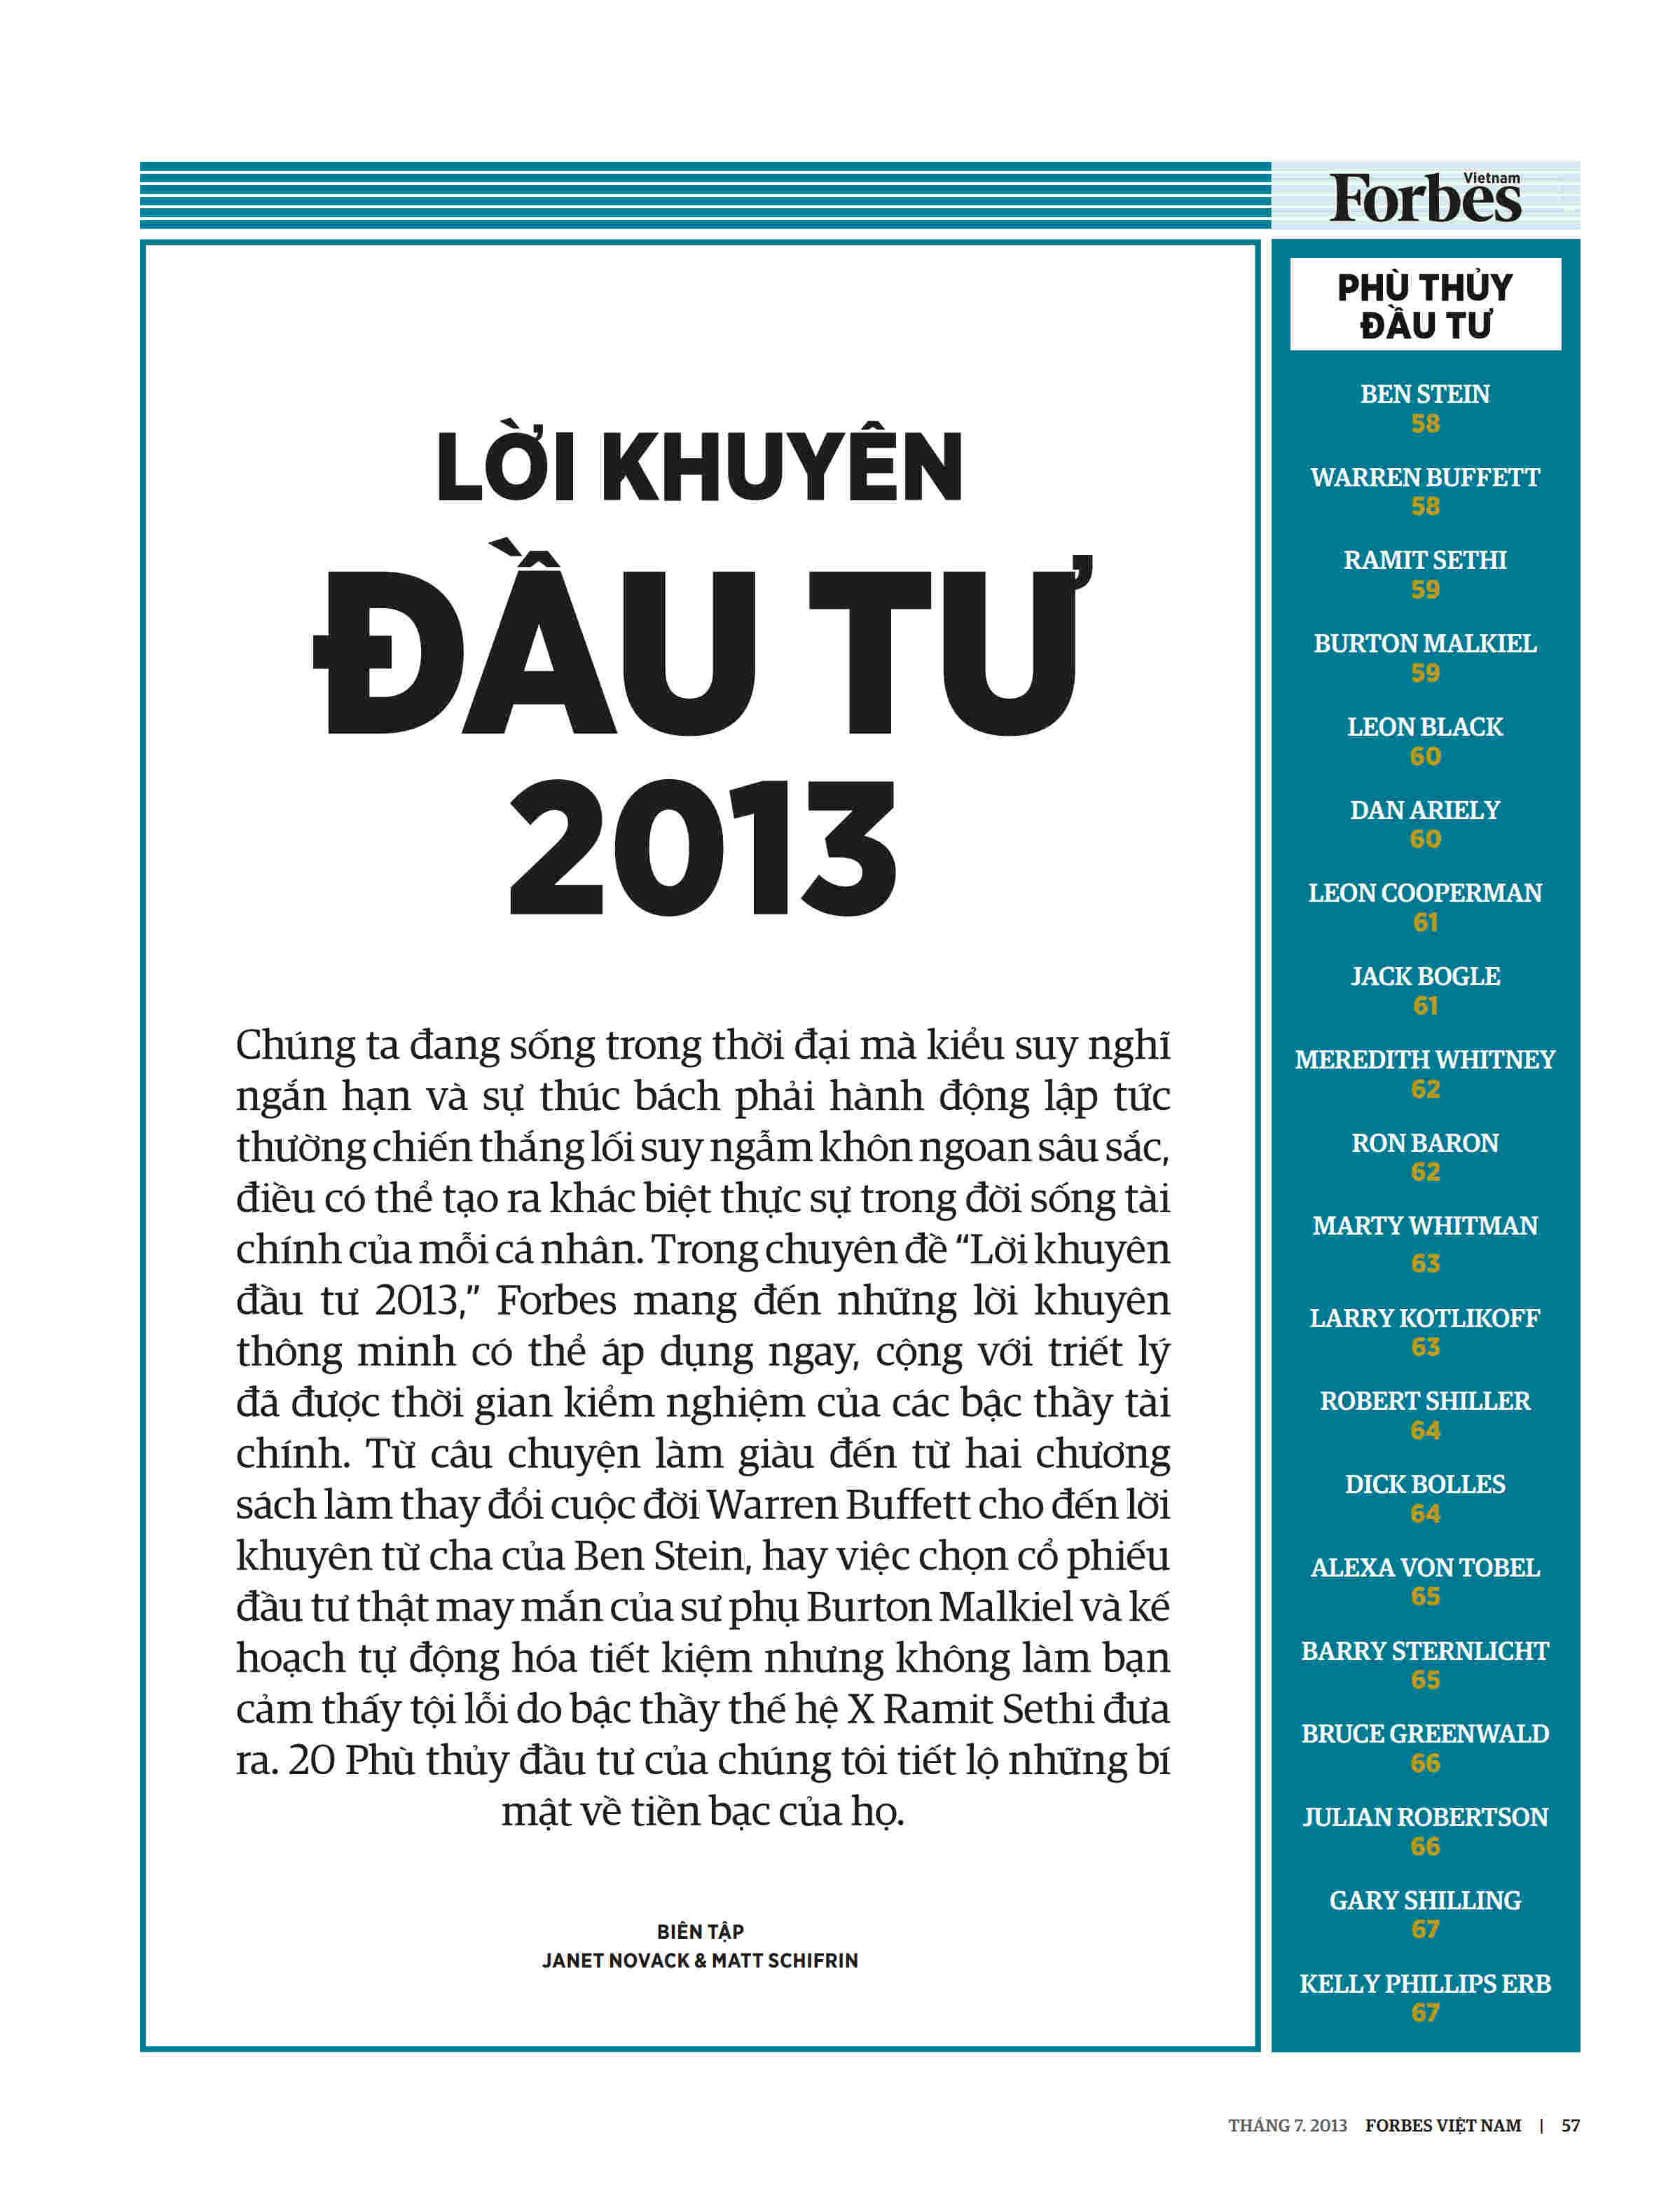 Forbes
Vietnam
LỜI KHUYÊN
ĐẦU TƯ
2013
Chúng ta đang sống trong thời đại mà kiểu suy nghĩ
ngắn hạn và sự thúc bách phải hành động lập tức
thường chiến thắng lối suy ngẫm khôn ngoan sâu sắc,
điều có thể tạo ra khác biệt thực sự trong đời sống tài
chính của mỗi cá nhân. Trong chuyên đề “Lời khuyên
đầu tư 2013,” Forbes mang đến những lời khuyên
thông minh có thể áp dụng ngay, cộng với triết lý
đã được thời gian kiểm nghiệm của các bậc thầy tài
chính. Từ câu chuyện làm giàu đến từ hai chương
sách làm thay đổi cuộc đời Warren Buffett cho đến lời
khuyên từ cha của Ben Stein, hay việc chọn cổ phiếu
đầu tư thật may mắn của sư phụ Burton Malkiel và kế
hoạch tự động hóa tiết kiệm nhưng không làm bạn
cảm thấy tội lỗi do bậc thầy thế hệ X Ramit Sethi đưa
ra. 20 Phù thủy đầu tư của chúng tôi tiết lộ những bí
mật về tiền bạc của họ.
BIÊN TẬP
JANET NOVACK & MATT SCHIFRIN
PHÙ THỦY
ĐẦU TƯ
BEN STEIN
58
WARREN BUFFETT
58
RAMIT SETHI
59
BURTON MALKIEL
59
LEON BLACK
60
DAN ARIELY
60
LEON COOPERMAN
61
JACK BOGLE
61
MEREDITH WHITNEY
62
RON BARON
62
MARTY WHITMAN
63
LARRY KOTLIKOFF
63
ROBERT SHILLER
64
DICK BOLLES
64
ALEXA VON TOBEL
65
BARRY STERNLICHT
65
BRUCE GREENWALD
66
JULIAN ROBERTSON
66
GARY SHILLING
67
KELLY PHILLIPS ERB
67
THÁNG 7. 2013 FORBES VIỆT NAM | 57